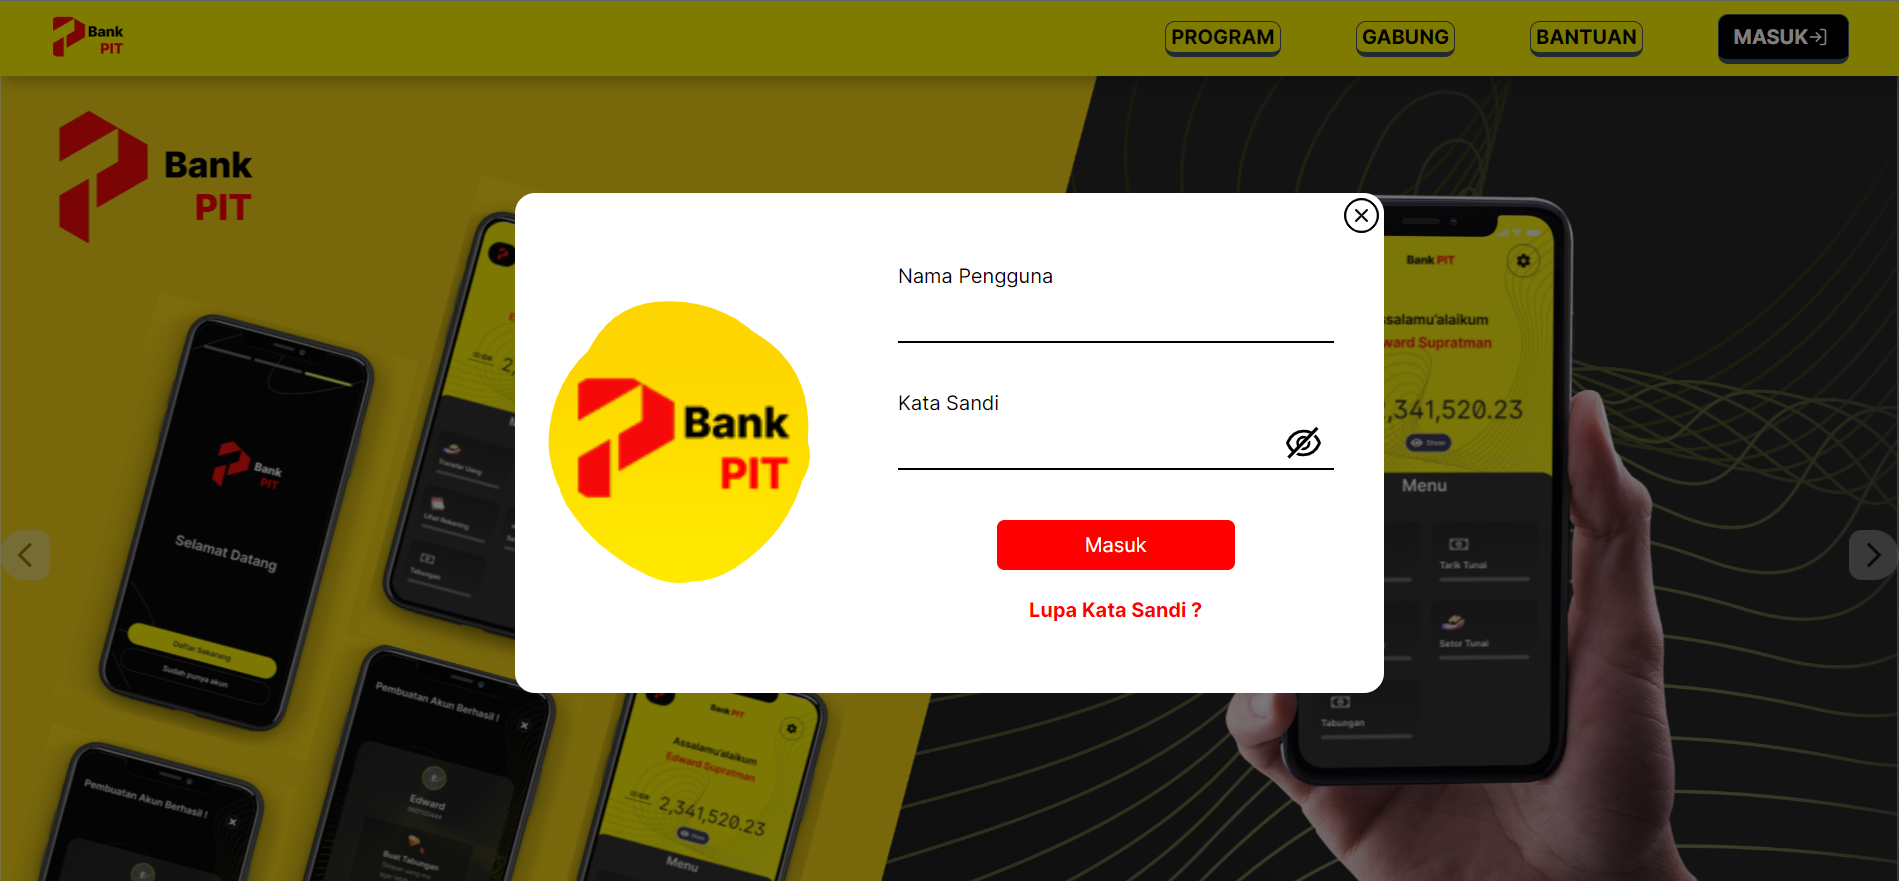 Bank
PIT
PROGRAM
GABUNG
BANTUAN
MASUK
Bank
PIT
Nama Pengguna
Kata Sandi
Masuk
Lupa Kata Sandi ?
Bank
PIT
Bank
PIT
Selamat Datang
Daftar Sekarang
Sudah punya akun
2,
Transfer Uang
Lihat Rekening
Tabungan
Pembuatan Akun Berhasil !
Pembuatan Akun Berhasil !
Edward
Buat Tabungan
Bank PIT
Assalamu'alaikum
Edward Supratman
2,341,520.23
Show
Menu
Bank PIT
salamu'alaikum
ward Supratman
,341,520.23
Show
Menu
Tarik Tunai
Setor Tunai
Tabungan